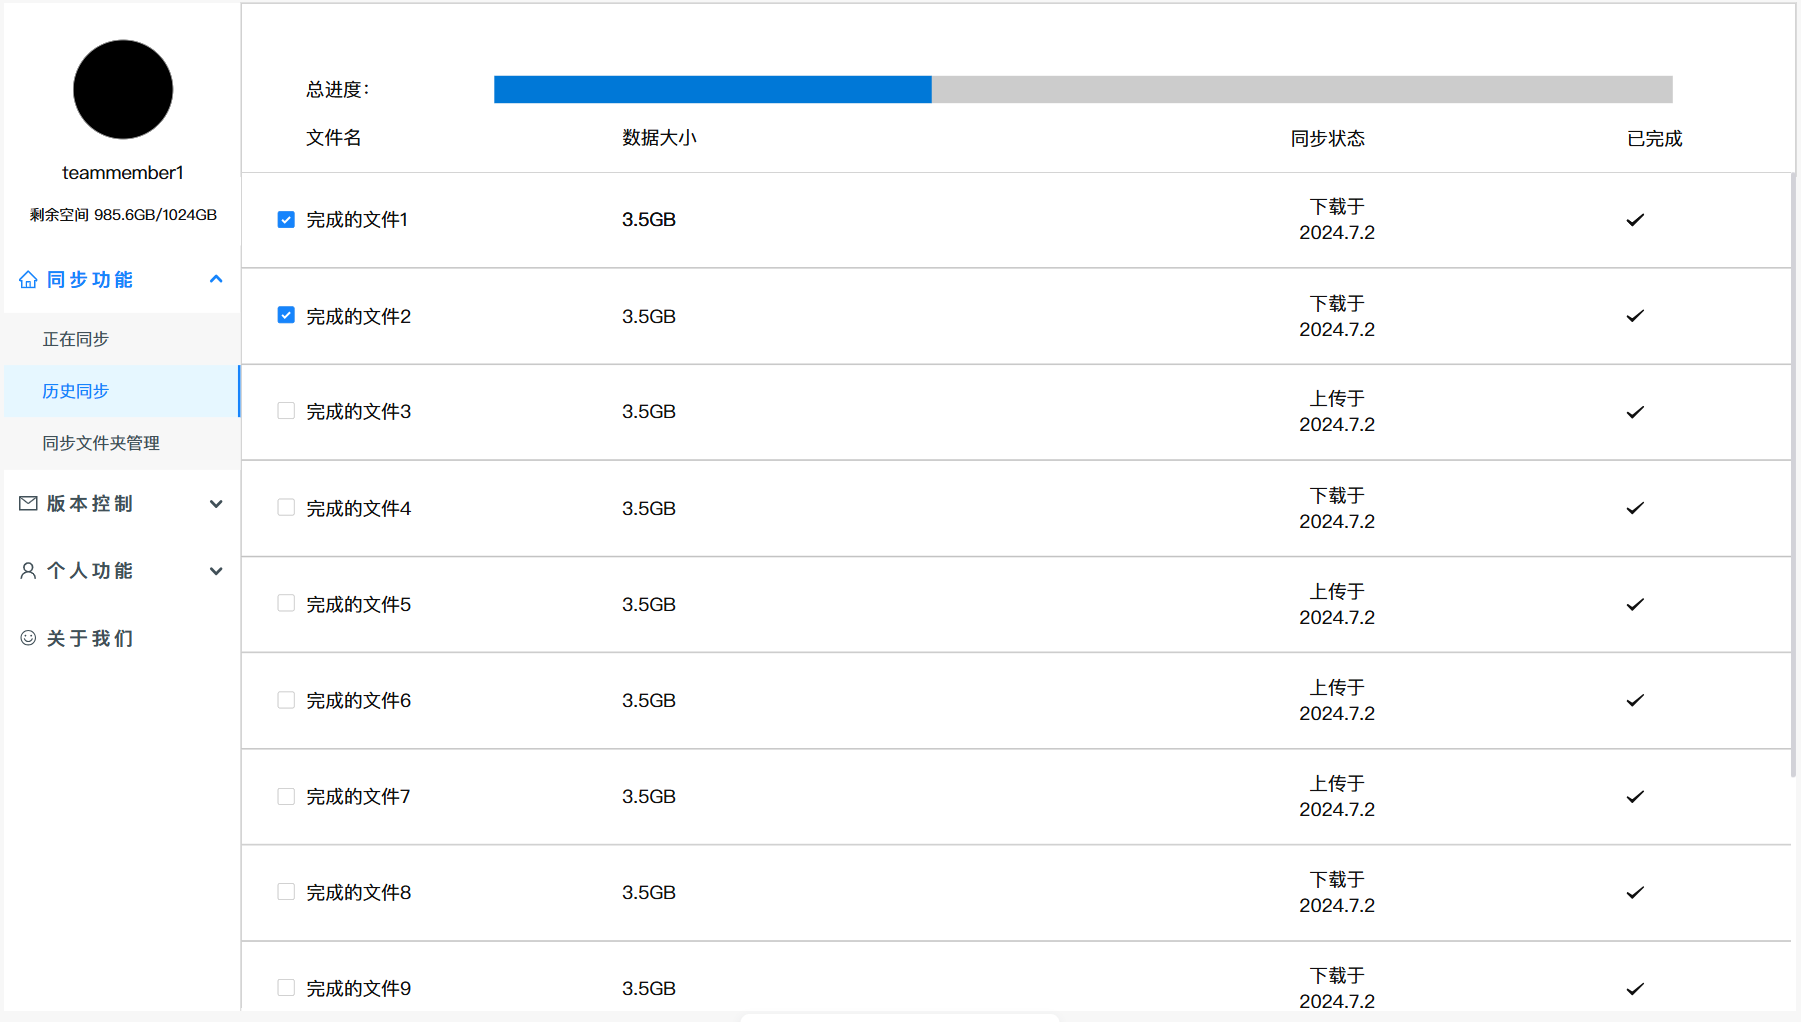 teammember1
剩余空间 985.6GB/1024GB
同步功能
正在同步
历史同步
同步文件夹管理
版本控制
个人功能
关于我们
总进度：
文件名 数据大小 同步状态 已完成
完成的文件1 3.5GB 下载于
2024.7.2
完成的文件2 3.5GB 下载于
2024.7.2
完成的文件3 3.5GB 上传于
2024.7.2
完成的文件4 3.5GB 下载于
2024.7.2
完成的文件5 3.5GB 上传于
2024.7.2
完成的文件6 3.5GB 上传于
2024.7.2
完成的文件7 3.5GB 上传于
2024.7.2
完成的文件8 3.5GB 下载于
2024.7.2
完成的文件9 3.5GB 下载于
2024.7.2